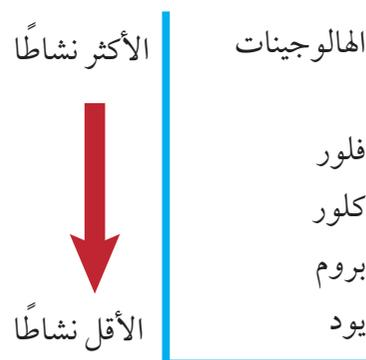 الهالوجينات
فلور
كلور
بروم
يود
الأكثر نشاطًا
الأقل نشاطًا